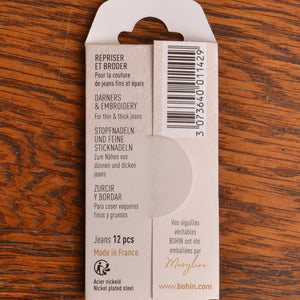 REPRISER
ET BRODER
Pour la couture
de jeans fins et épais
DARNERS
& EMBROIDERY
For thin & thick jeans
STOPFNADELN
UND FEINE
STICKNADELN
Zum Nähen von
dünnen und dicken
jeans
ZURCIR
Y BORDAR
Para coser vaqueros
finos y gruesos
Jeans 12 pcs
Made in France
Acier nickelé
Nickel plated steel
3 073640 011429
Vos aiguilles
véritables
BOHIN ont été
emballées par
Maryline
www.bohin.com